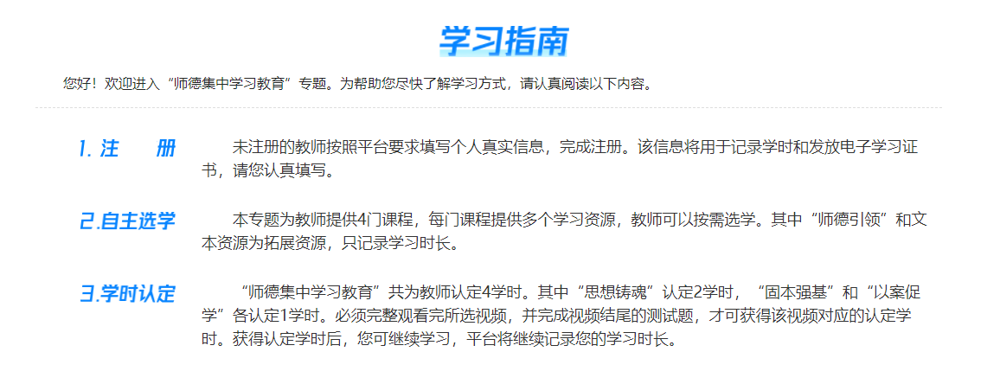 学习指南
您好！欢迎进入“师德集中学习教育”专题。为帮助您尽快了解学习方式，请认真阅读以下内容。
1. 注 册
未注册的教师按照平台要求填写个人真实信息，完成注册。该信息将用于记录学时和发放电子学习证
书，请您认真填写。
2.自主选学
本专题为教师提供4门课程，每门课程提供多个学习资源，教师可以按需选学。其中“师德引领”和文
本资源为拓展资源，只记录学习时长。
3.学时认定
“师德集中学习教育”共为教师认定4学时。其中“思想铸魂”认定2学时，“固本强基”和“以案促
学”各认定1学时。必须完整观看完所选视频，并完成视频结尾的测试题，才可获得该视频对应的认定学
时。获得认定学时后，您可继续学习，平台将继续记录您的学习时长。